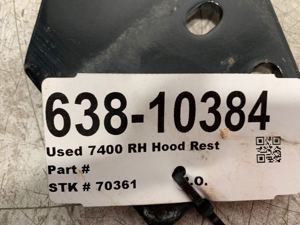 638-10384
Used 7400 RH Hood Rest
Part #
STK # 70361 .O.